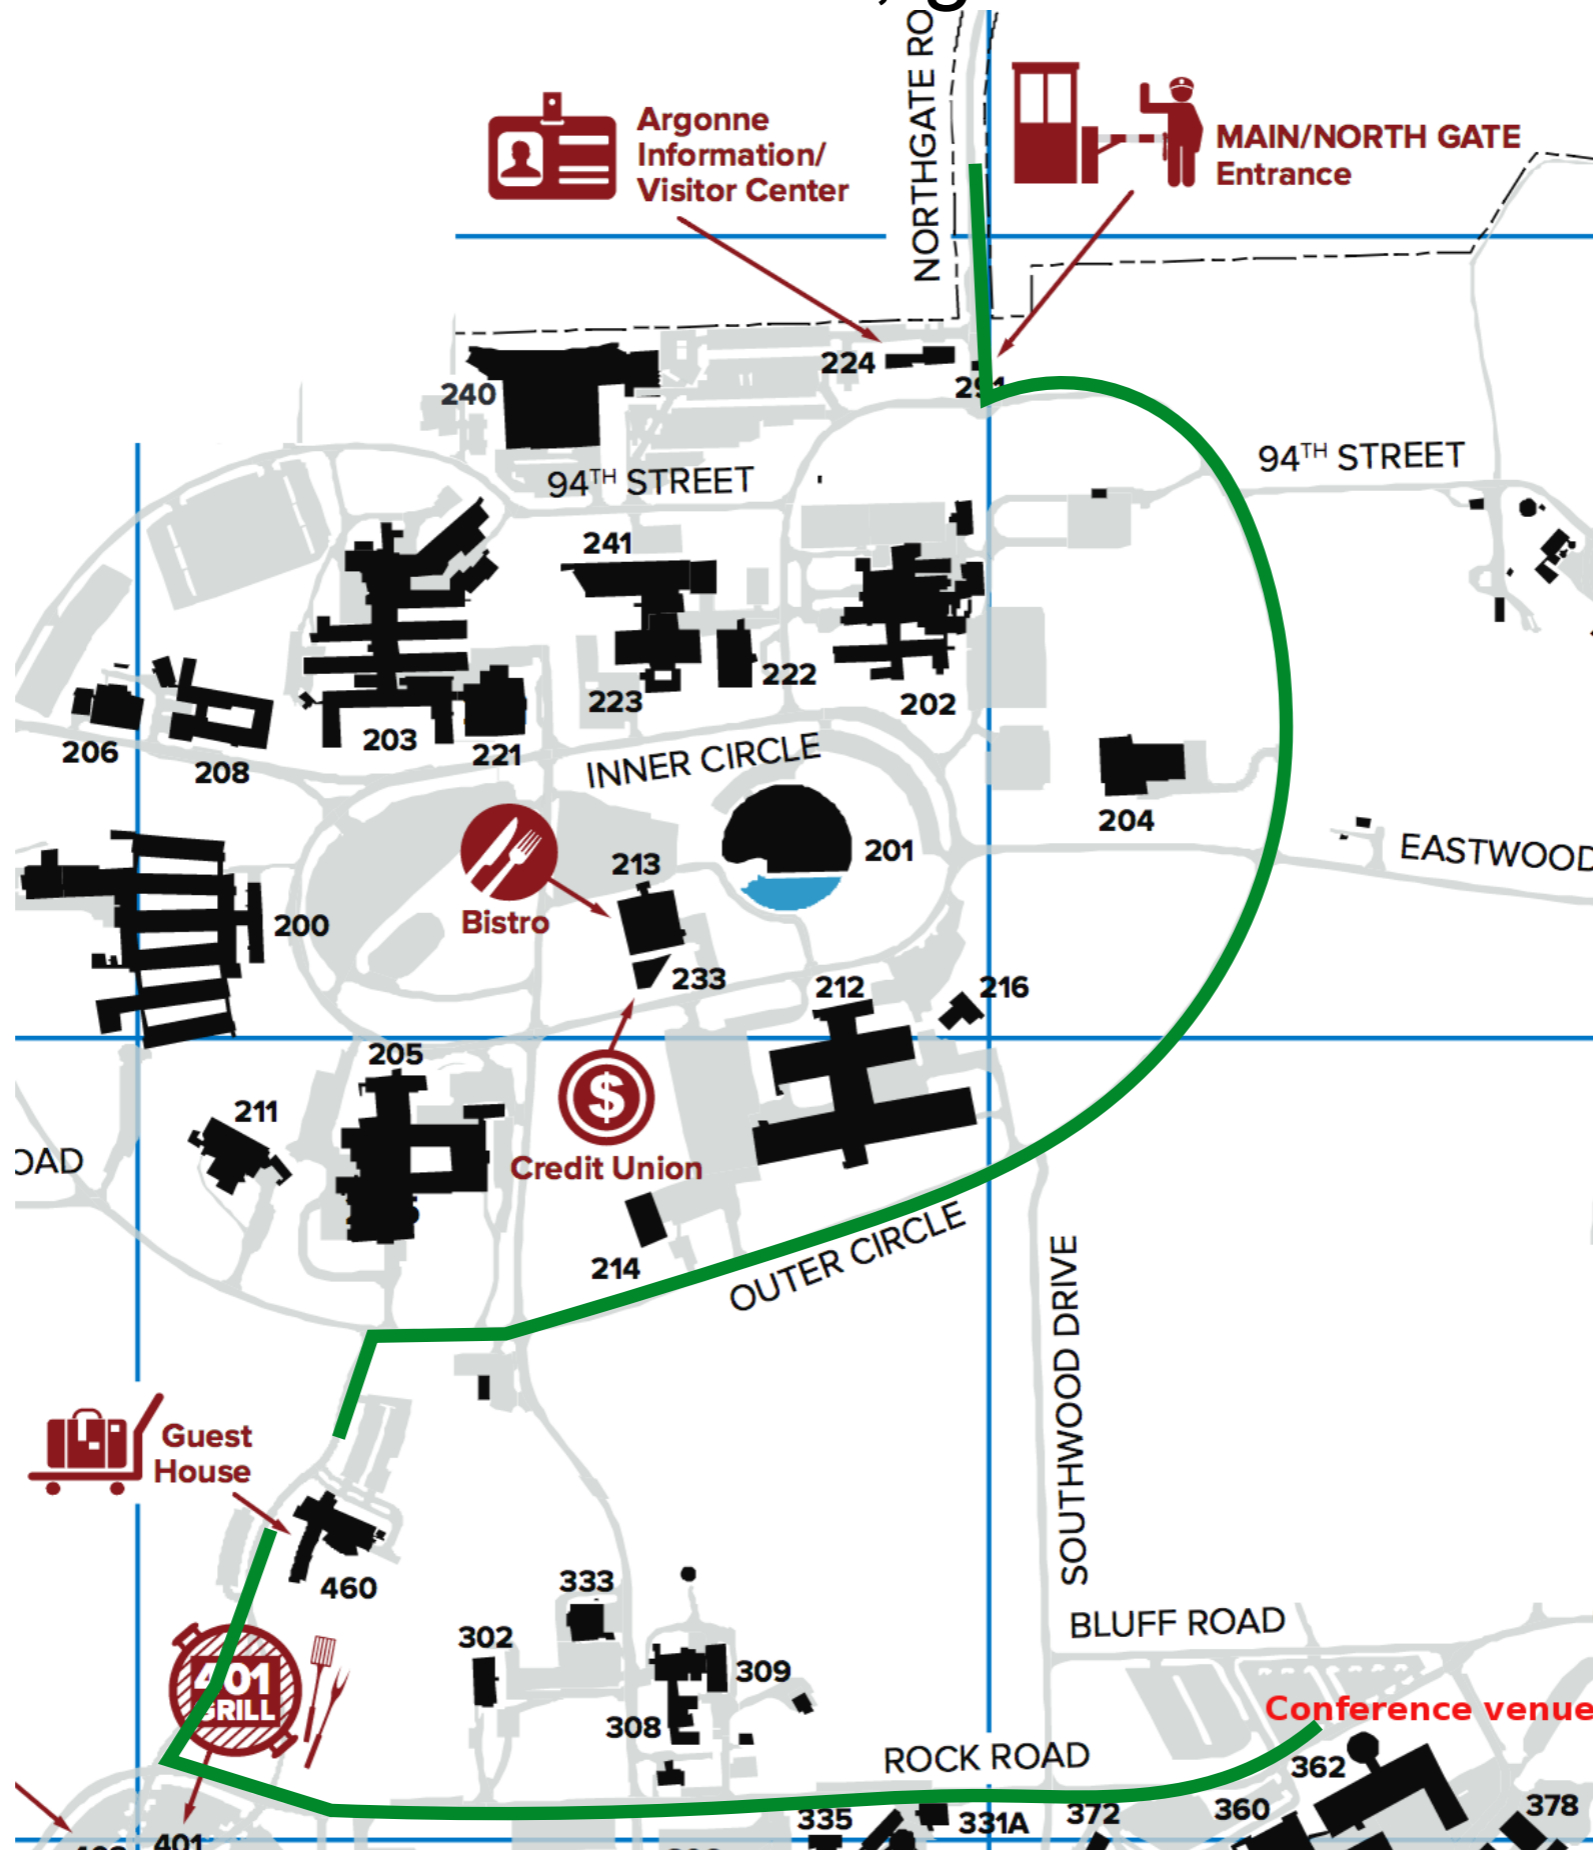 NORTHGATE RO
Argonne
Information/
Visitor Center
MAIN/NORTH GATE
Entrance
224
291
240
94TH STREET
94TH STREET
241
222
223
202
203
221
206
208
INNER CIRCLE
204
201
EASTWOOD
213
Bistro
200
233
212
216
205
211
Credit Union
OAD
214
OUTER CIRCLE
SOUTHWOOD DRIVE
Guest
House
460
333
302
309
BLUFF ROAD
401
GRILL
308
Conference venue
ROCK ROAD
362
335
331A
372
360
378
401